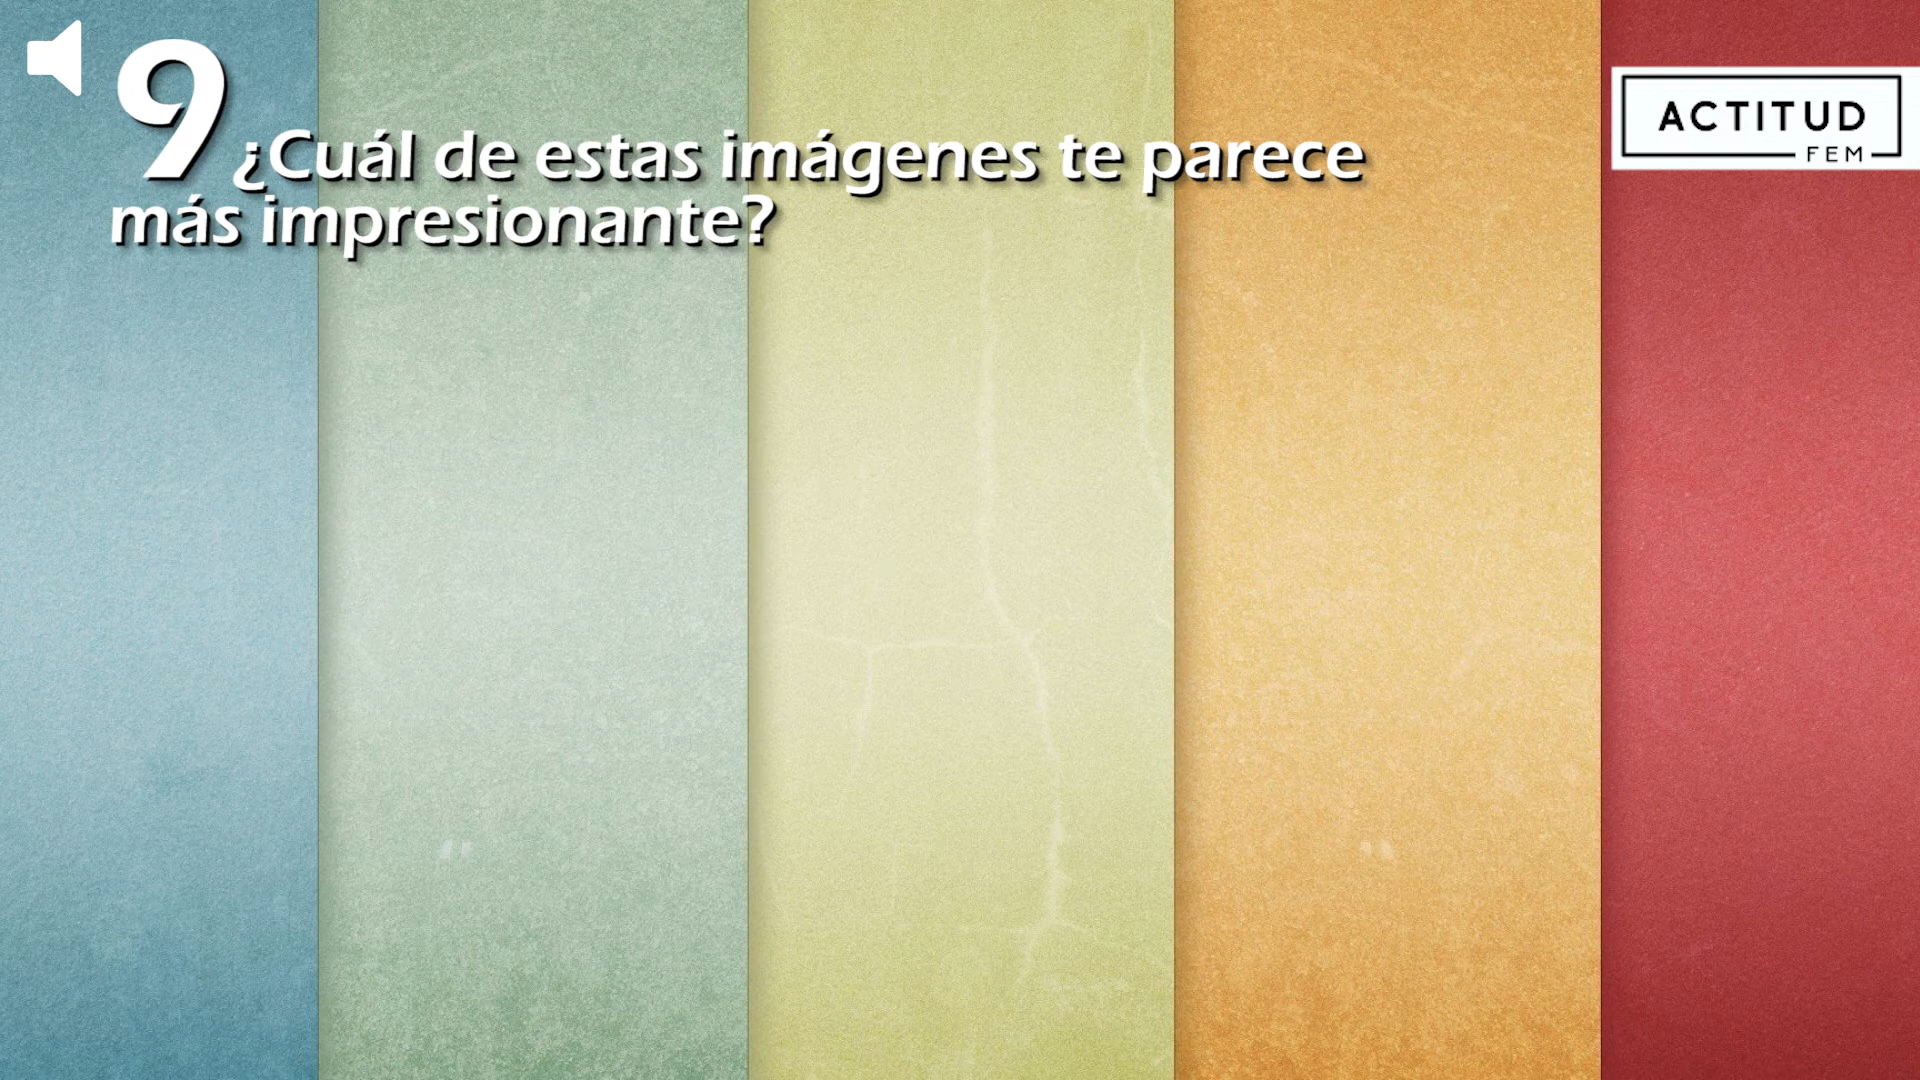 9 ¿Cuál de estas imágenes te parece
más impresionante?
ACTITUD
FEM